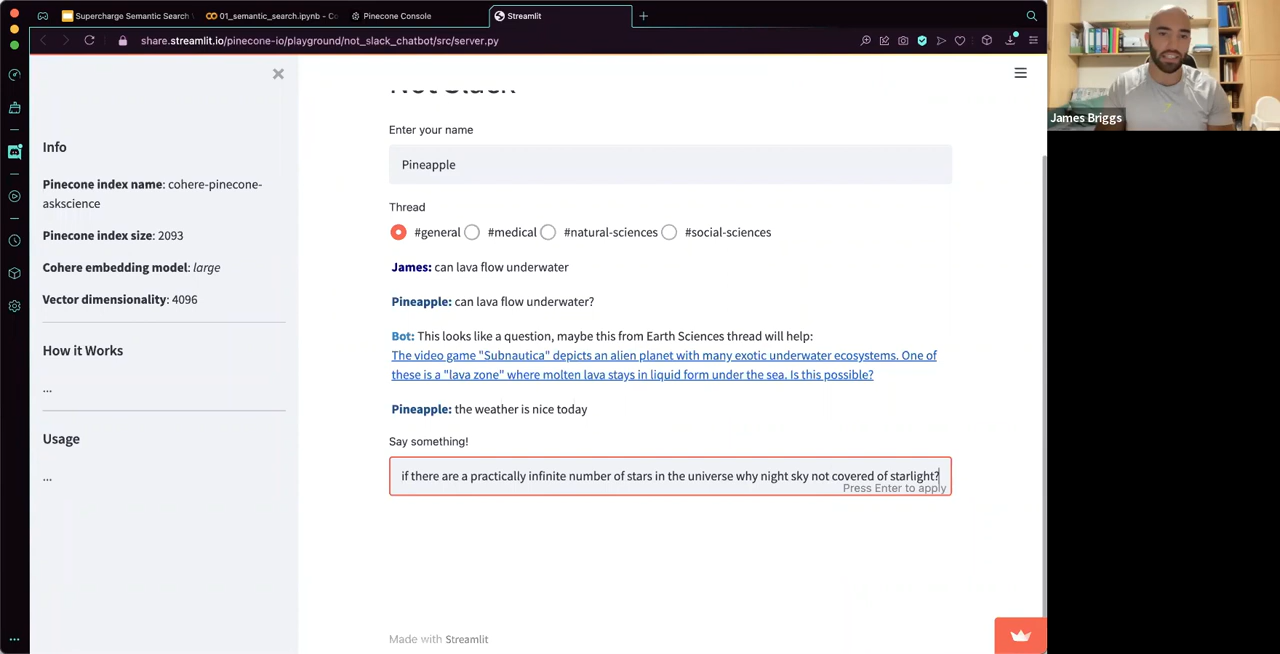 Supercharge Semantic Search
01_semantic_search.ipynb - Co
Pinecone Console
Streamlit
share.streamlit.io/pinecone-io/playground/not_slack_chatbot/src/server.py
James Briggs
Info
Pinecone index name: cohere-pinecone-
askscience
Pinecone index size: 2093
Cohere embedding model: large
Vector dimensionality: 4096
How it Works
...
Usage
...
Not Slack
Enter your name
Pineapple
Thread
#general #medical #natural-sciences #social-sciences
James: can lava flow underwater
Pineapple: can lava flow underwater?
Bot: This looks like a question, maybe this from Earth Sciences thread will help:
The video game "Subnautica" depicts an alien planet with many exotic underwater ecosystems. One of
these is a "lava zone" where molten lava stays in liquid form under the sea. Is this possible?
Pineapple: the weather is nice today
Say something!
if there are a practically infinite number of stars in the universe why night sky not covered of starlight?
Press Enter to apply
Made with Streamlit